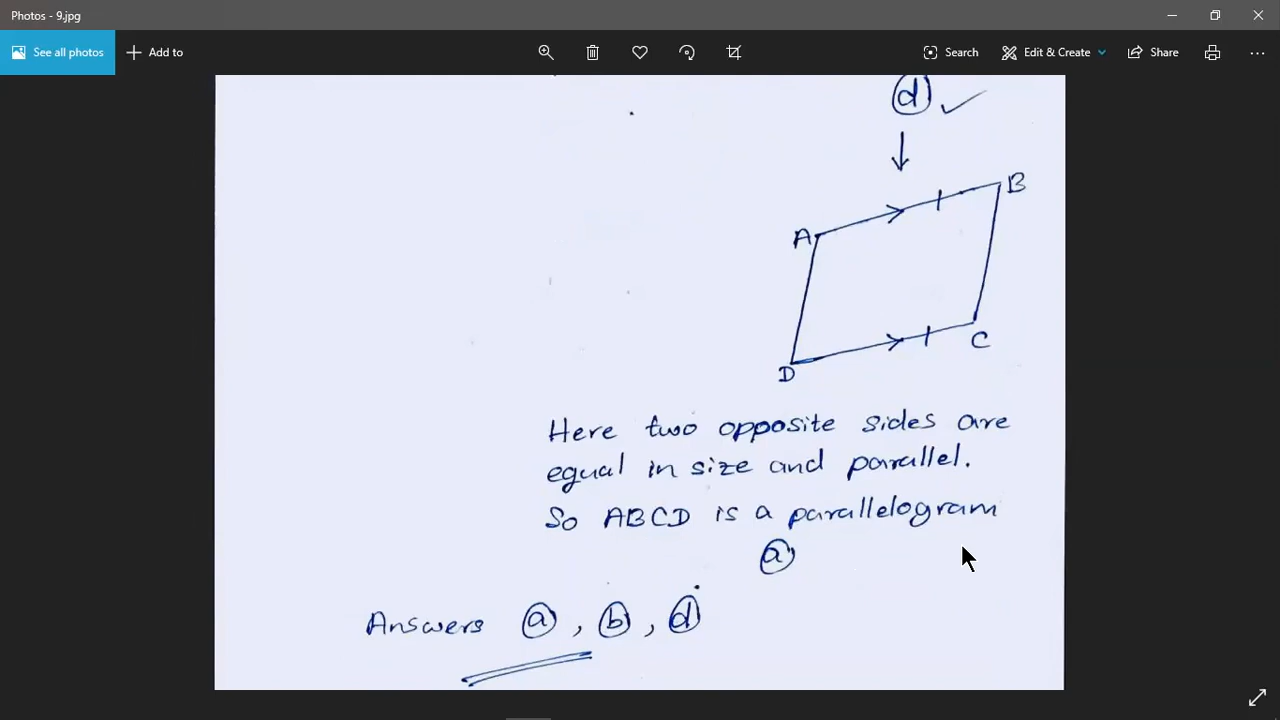 Photos - 9.jpg
See all photos
Add to
Search
Edit & Create
Share
d
B
A
C
D
Here two opposite sides are
equal in size and parallel.
So ABCD is a parallelogram
a
Answers a , b , d